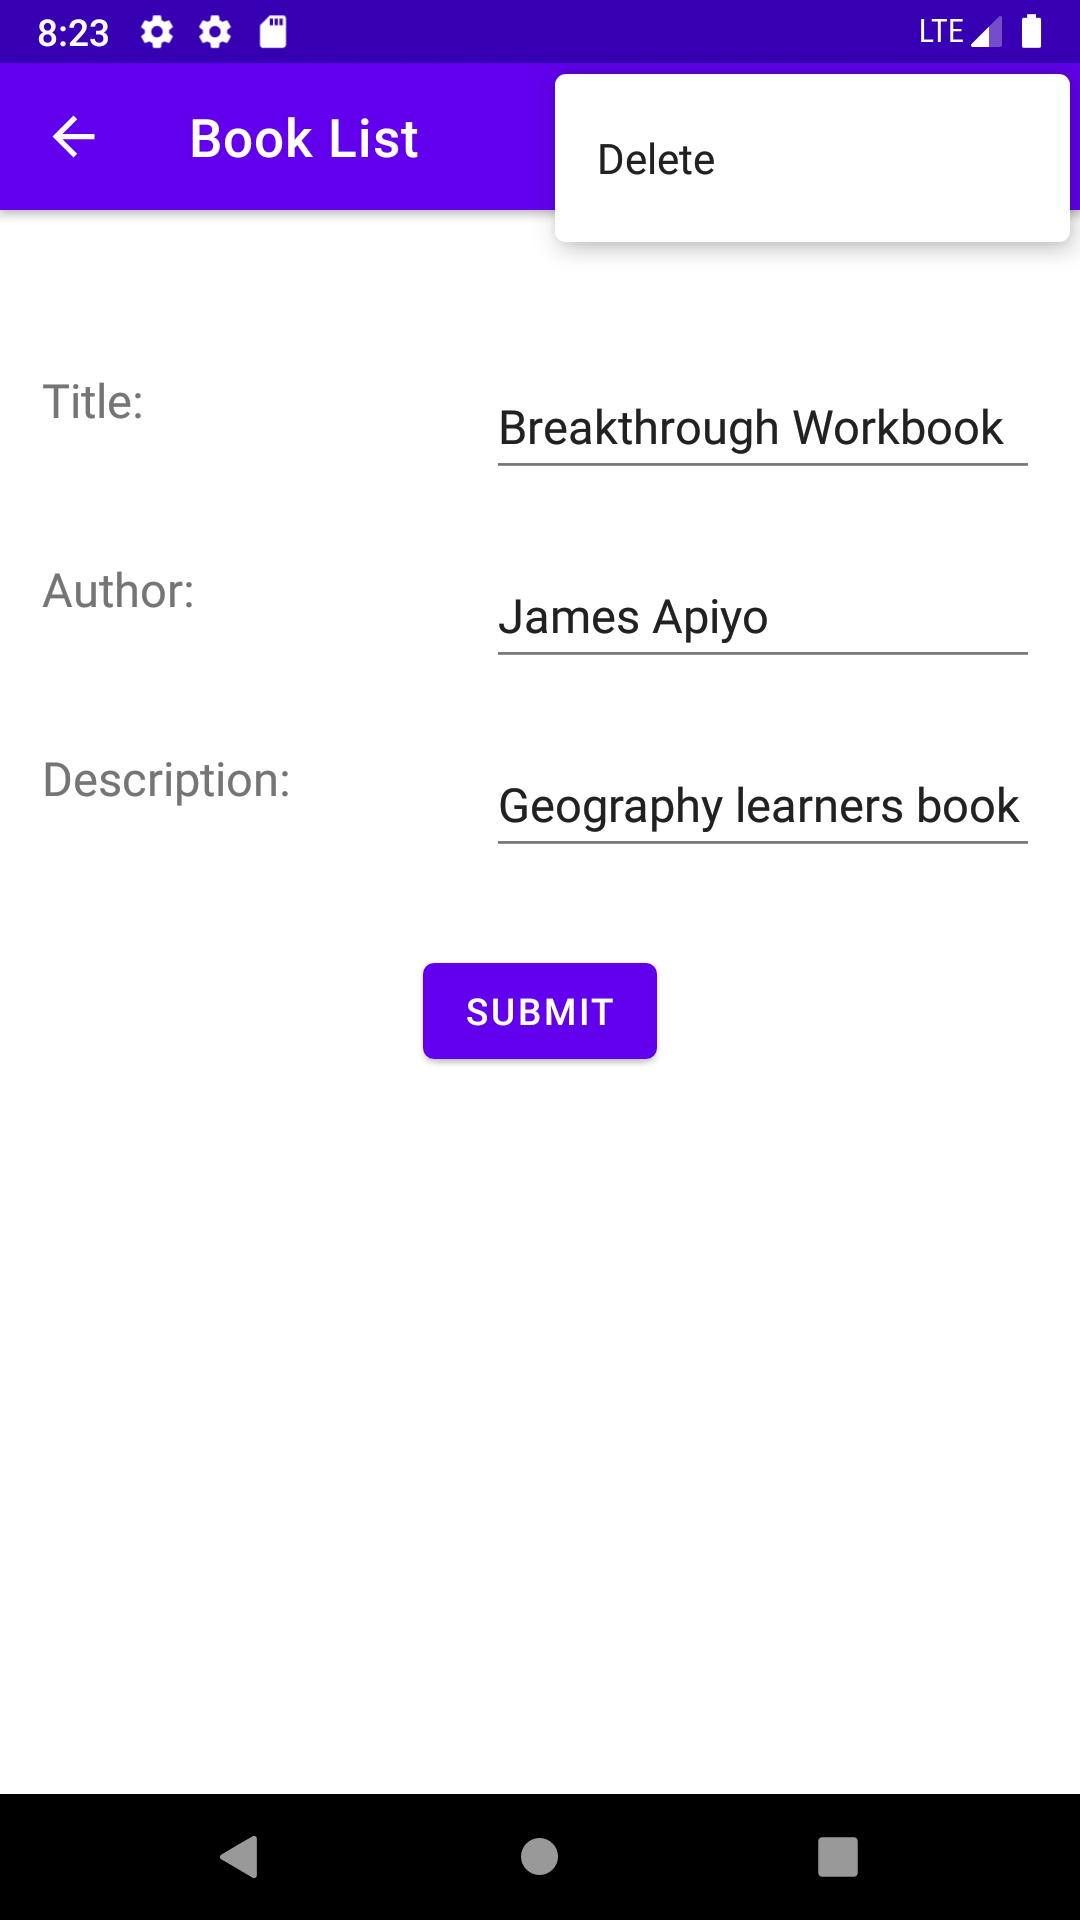 8:23 LTE
Book List
Delete
Title:
Breakthrough Workbook
Author:
James Apiyo
Description:
Geography learners book
SUBMIT